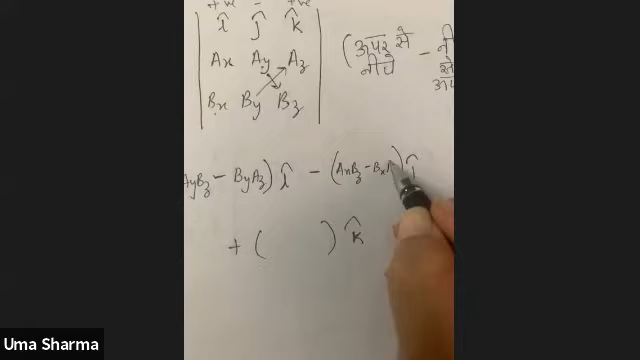 +ve - +ve
î ĵ k̂
Ax Ay Az
Bx By Bz
(ऊपर से
नीचे -
AyBz - ByAz) î - (AxBz - Bx ) ĵ
+ ( ) k̂
Uma Sharma